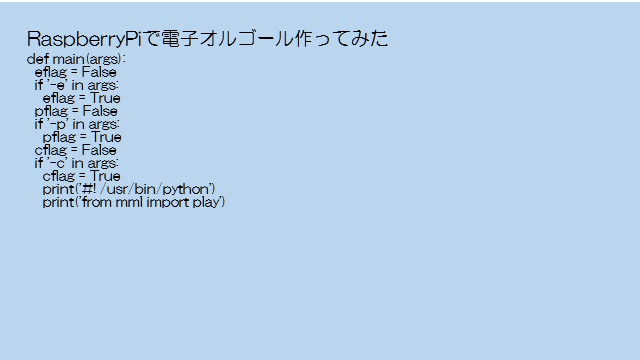 RaspberryPiで電子オルゴール作ってみた
def main(args):
  eflag = False
  if '-e' in args:
    eflag = True
  pflag = False
  if '-p' in args:
    pflag = True
  cflag = False
  if '-c' in args:
    cflag = True
    print('#! /usr/bin/python')
    print('from mml import play')